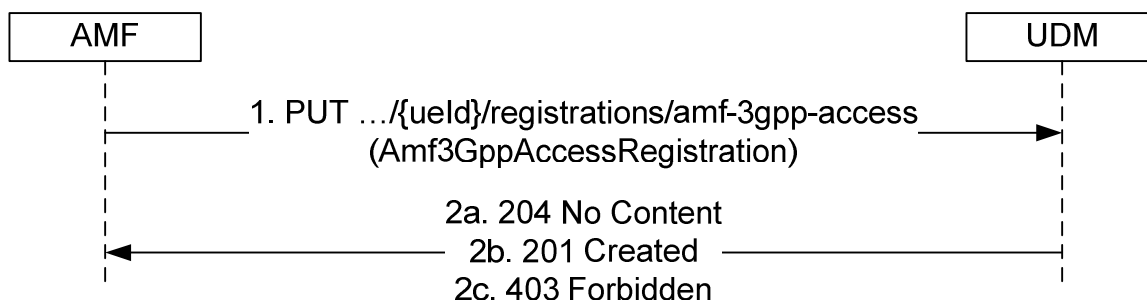 AMF
UDM
1. PUT …/{ueId}/registrations/amf-3gpp-access
(Amf3GppAccessRegistration)
2a. 204 No Content
2b. 201 Created
2c. 403 Forbidden